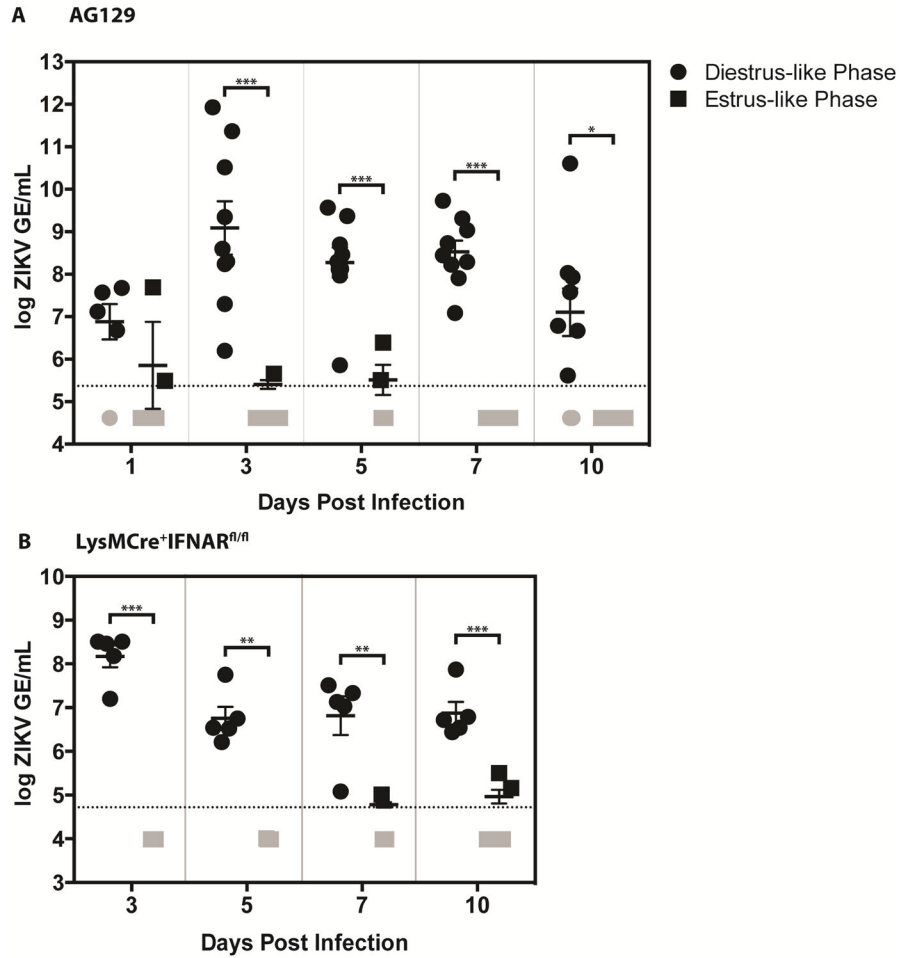 A AG129
13
12
11
10
9
8
7
6
5
4
log ZIKV GE/mL
***
***
***
*
Diestrus-like Phase
Estrus-like Phase
1 3 5 7 10
Days Post Infection
B LysMCre+IFNARfl/fl
10
9
8
7
6
5
4
3
log ZIKV GE/mL
***
**
**
***
3 5 7 10
Days Post Infection